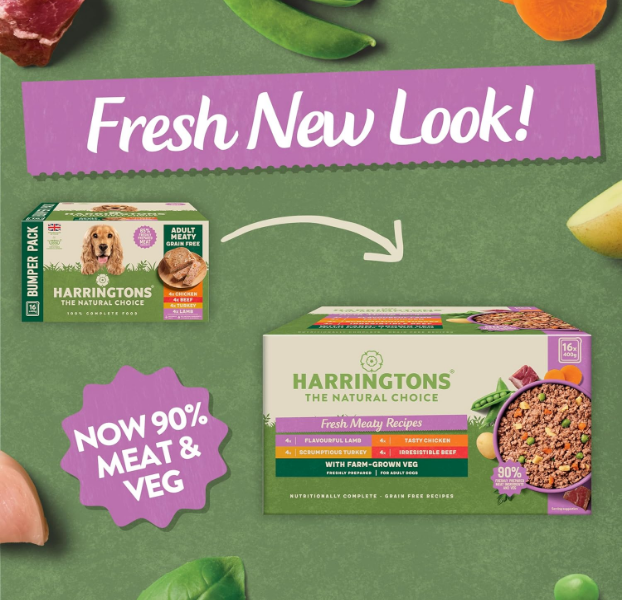 Fresh New Look!
BUMPER PACK
ADULT
MEATY
GRAIN FREE
HARRINGTONS
THE NATURAL CHOICE
100% COMPLETE FOOD
4x CHICKEN
4x BEEF
4x TURKEY
4x LAMB
16x
400g
HARRINGTONS®
THE NATURAL CHOICE
Fresh Meaty Recipes
4x FLAVOURFUL LAMB 4x TASTY CHICKEN
4x SCRUMPTIOUS TURKEY 4x IRRESISTIBLE BEEF
WITH FARM-GROWN VEG
FRESHLY PREPARED FOR ADULT DOGS
90%
NUTRITIONALLY COMPLETE - GRAIN FREE RECIPES
NOW 90%
MEAT &
VEG